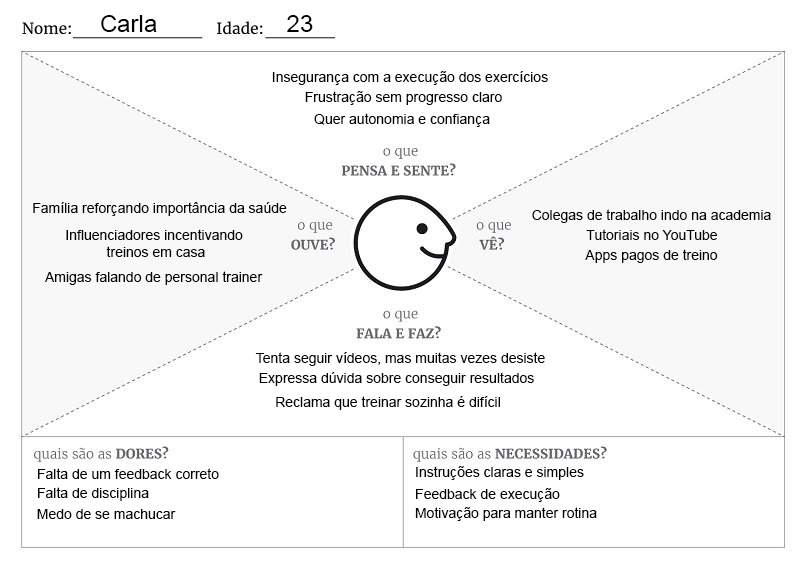 Nome: Carla Idade: 23
Insegurança com a execução dos exercícios
Frustração sem progresso claro
Quer autonomia e confiança
o que
PENSA E SENTE?
Família reforçando importância da saúde
Influenciadores incentivando
treinos em casa
Amigas falando de personal trainer
o que
OUVE?
o que
VÊ?
Colegas de trabalho indo na academia
Tutoriais no YouTube
Apps pagos de treino
o que
FALA E FAZ?
Tenta seguir vídeos, mas muitas vezes desiste
Expressa dúvida sobre conseguir resultados
Reclama que treinar sozinha é difícil
quais são as DORES?
Falta de um feedback correto
Falta de disciplina
Medo de se machucar
quais são as NECESSIDADES?
Instruções claras e simples
Feedback de execução
Motivação para manter rotina